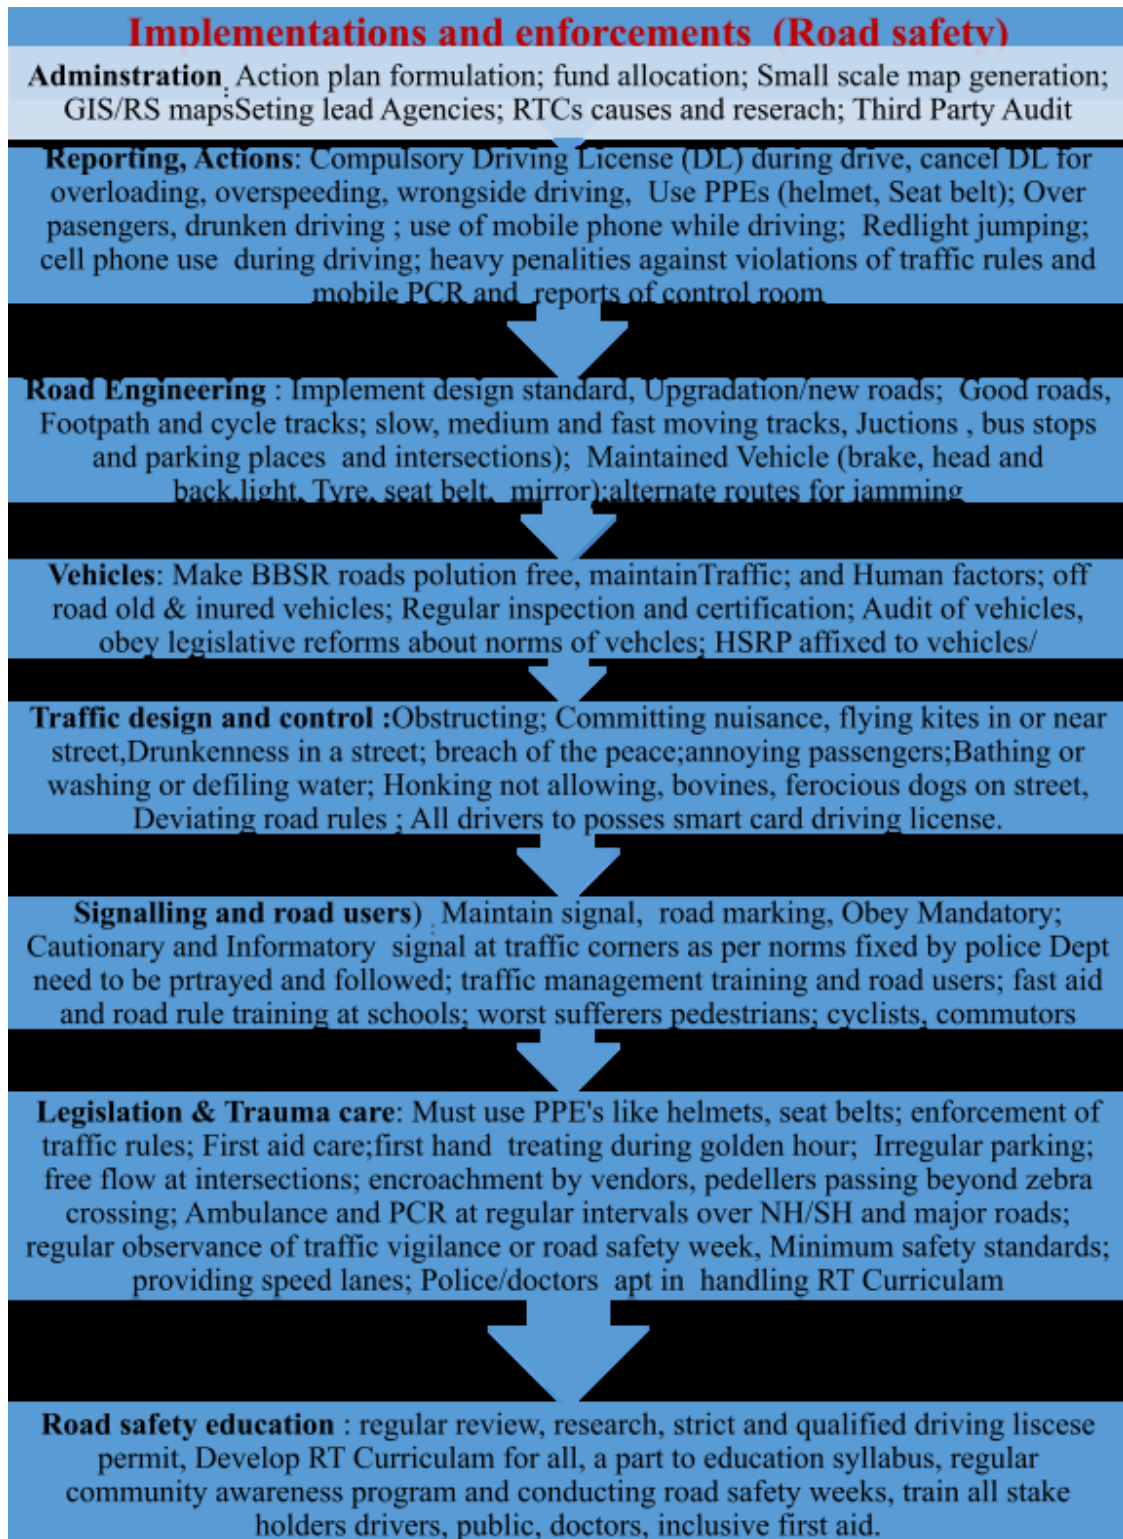 Implementations and enforcements (Road safety)
Adminstration: Action plan formulation; fund allocation; Small scale map generation;
GIS/RS mapsSeting lead Agencies; RTCs causes and reserach; Third Party Audit
Reporting, Actions: Compulsory Driving License (DL) during drive, cancel DL for
overloading, overspeeding, wrongside driving, Use PPEs (helmet, Seat belt); Over
pasengers, drunken driving ; use of mobile phone while driving; Redlight jumping;
cell phone use during driving; heavy penalities against violations of traffic rules and
mobile PCR and reports of control room
Road Engineering : Implement design standard, Upgradation/new roads; Good roads,
Footpath and cycle tracks; slow, medium and fast moving tracks, Juctions , bus stops
and parking places and intersections); Maintained Vehicle (brake, head and
back,light, Tyre, seat belt, mirror);alternate routes for jamming
Vehicles: Make BBSR roads polution free, maintainTraffic; and Human factors; off
road old & inured vehicles; Regular inspection and certification; Audit of vehicles,
obey legislative reforms about norms of vehcles; HSRP affixed to vehicles/
Traffic design and control :Obstructing; Committing nuisance, flying kites in or near
street,Drunkenness in a street; breach of the peace;annoying passengers;Bathing or
washing or defiling water; Honking not allowing, bovines, ferocious dogs on street,
Deviating road rules ; All drivers to posses smart card driving license.
Signalling and road users) : Maintain signal, road marking, Obey Mandatory;
Cautionary and Informatory signal at traffic corners as per norms fixed by police Dept
need to be prtrayed and followed; traffic management training and road users; fast aid
and road rule training at schools; worst sufferers pedestrians; cyclists, commutors
Legislation & Trauma care: Must use PPE's like helmets, seat belts; enforcement of
traffic rules; First aid care;first hand treating during golden hour; Irregular parking;
free flow at intersections; encroachment by vendors, pedellers passing beyond zebra
crossing; Ambulance and PCR at regular intervals over NH/SH and major roads;
regular observance of traffic vigilance or road safety week, Minimum safety standards;
providing speed lanes; Police/doctors apt in handling RT Curriculam
Road safety education : regular review, research, strict and qualified driving liscese
permit, Develop RT Curriculam for all, a part to education syllabus, regular
community awareness program and conducting road safety weeks, train all stake
holders drivers, public, doctors, inclusive first aid.